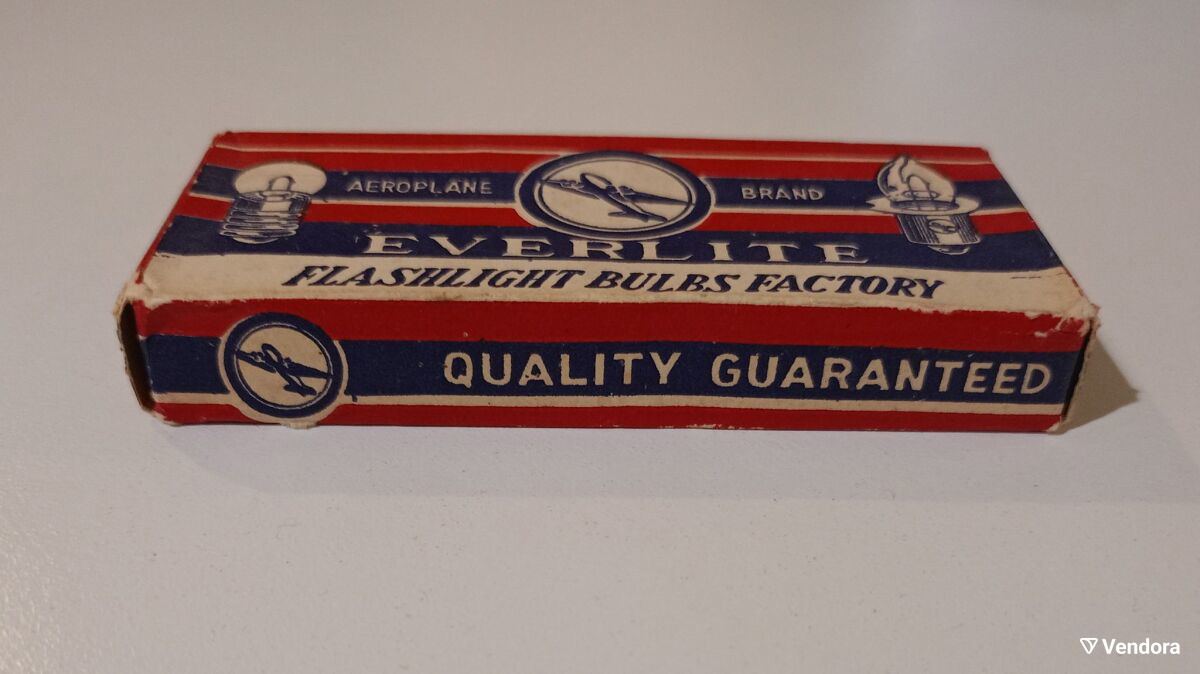 AEROPLANE BRAND
EVERLITE
FLASHLIGHT BULBS FACTORY
QUALITY GUARANTEED
Vendora